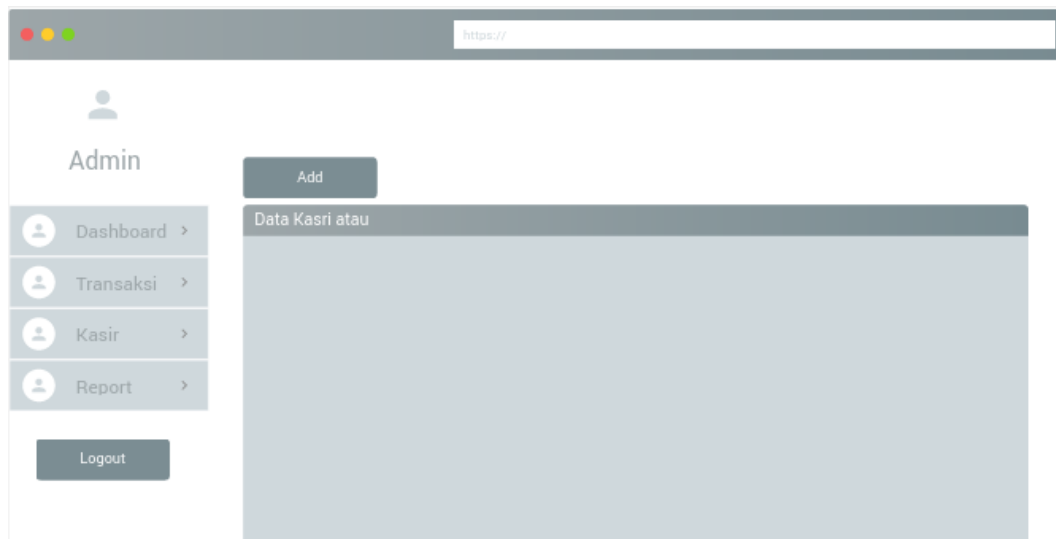 https://
Admin
Add
Data Kasri atau
Dashboard
Transaksi
Kasir
Report
Logout